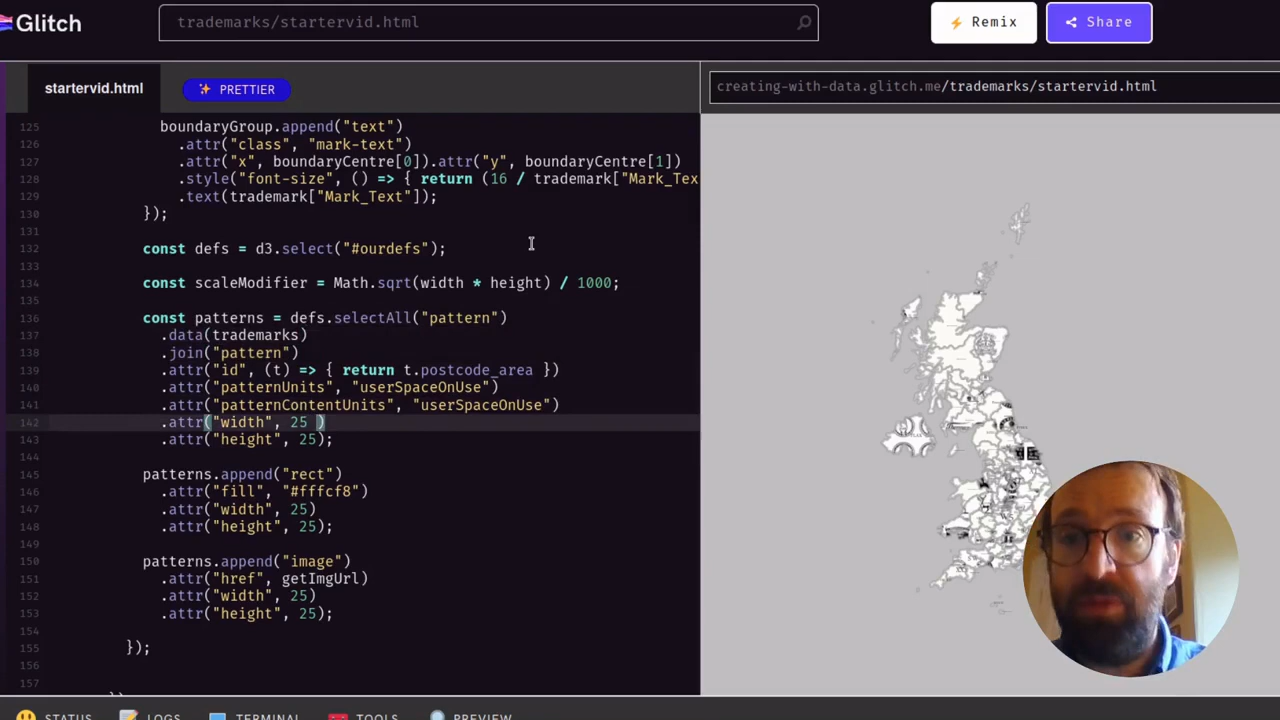 Glitch
trademarks/startervid.html
Remix
Share
startervid.html
PRETTIER
creating-with-data.glitch.me/trademarks/startervid.html
125 boundaryGroup.append("text")
126 .attr("class", "mark-text")
127 .attr("x", boundaryCentre[0]).attr("y", boundaryCentre[1])
128 .style("font-size", () => { return (16 / trademark["Mark_Tex
129 .text(trademark["Mark_Text"]);
130 });
131
132 const defs = d3.select("#ourdefs");
133
134 const scaleModifier = Math.sqrt(width * height) / 1000;
135
136 const patterns = defs.selectAll("pattern")
137 .data(trademarks)
138 .join("pattern")
139 .attr("id", (t) => { return t.postcode_area })
140 .attr("patternUnits", "userSpaceOnUse")
141 .attr("patternContentUnits", "userSpaceOnUse")
142 .attr("width", 25 )
143 .attr("height", 25);
144
145 patterns.append("rect")
146 .attr("fill", "#fffcf8")
147 .attr("width", 25)
148 .attr("height", 25);
149
150 patterns.append("image")
151 .attr("href", getImgUrl)
152 .attr("width", 25)
153 .attr("height", 25);
154
155 });
156
157
STATUS
LOGS
TERMINAL
TOOLS
PREVIEW